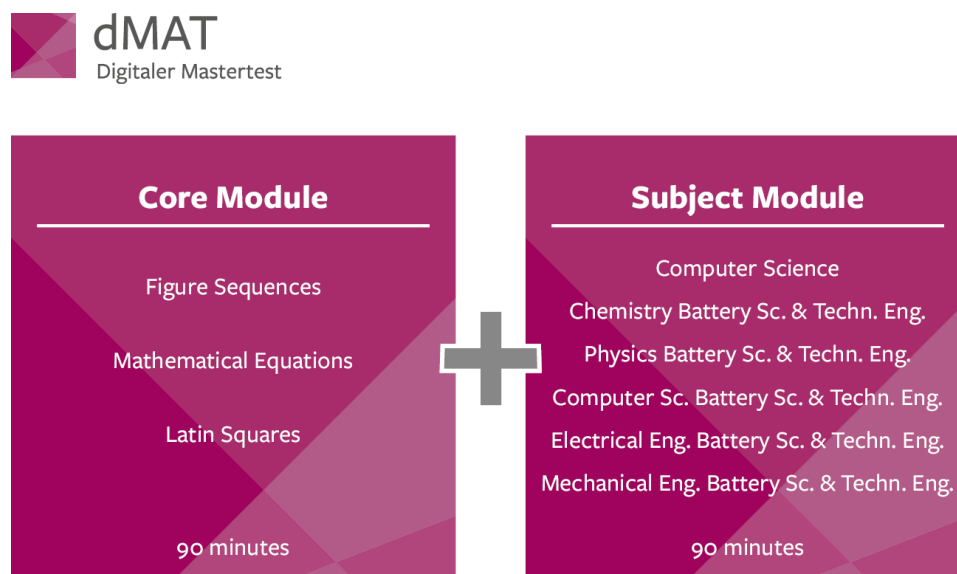 dMAT
Digitaler Mastertest
Core Module
Figure Sequences
Mathematical Equations
Latin Squares
90 minutes
Subject Module
Computer Science
Chemistry Battery Sc. & Techn. Eng.
Physics Battery Sc. & Techn. Eng.
Computer Sc. Battery Sc. & Techn. Eng.
Electrical Eng. Battery Sc. & Techn. Eng.
Mechanical Eng. Battery Sc. & Techn. Eng.
90 minutes